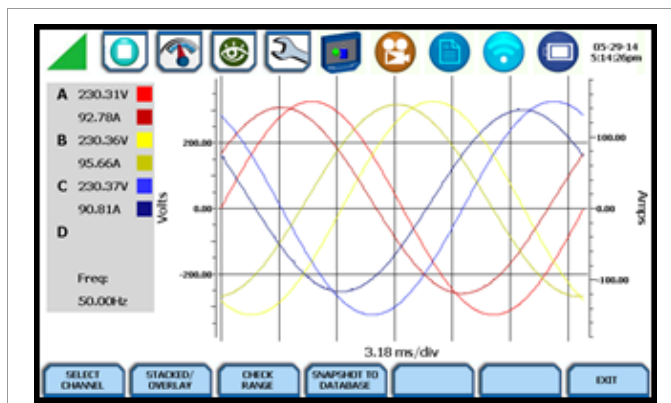 05-29-14
5:14:26pm
A 230.31V
92.78A
B 230.36V
95.66A
C 230.37V
90.81A
D
Freq:
50.00Hz
Volts
200.00
0.00
-200.00
100.00
0.00
-100.00
Amps
3.18 ms/div
SELECT CHANNEL
STACKED/ OVERLAY
CHECK RANGE
SNAPSHOT TO DATABASE
EXIT